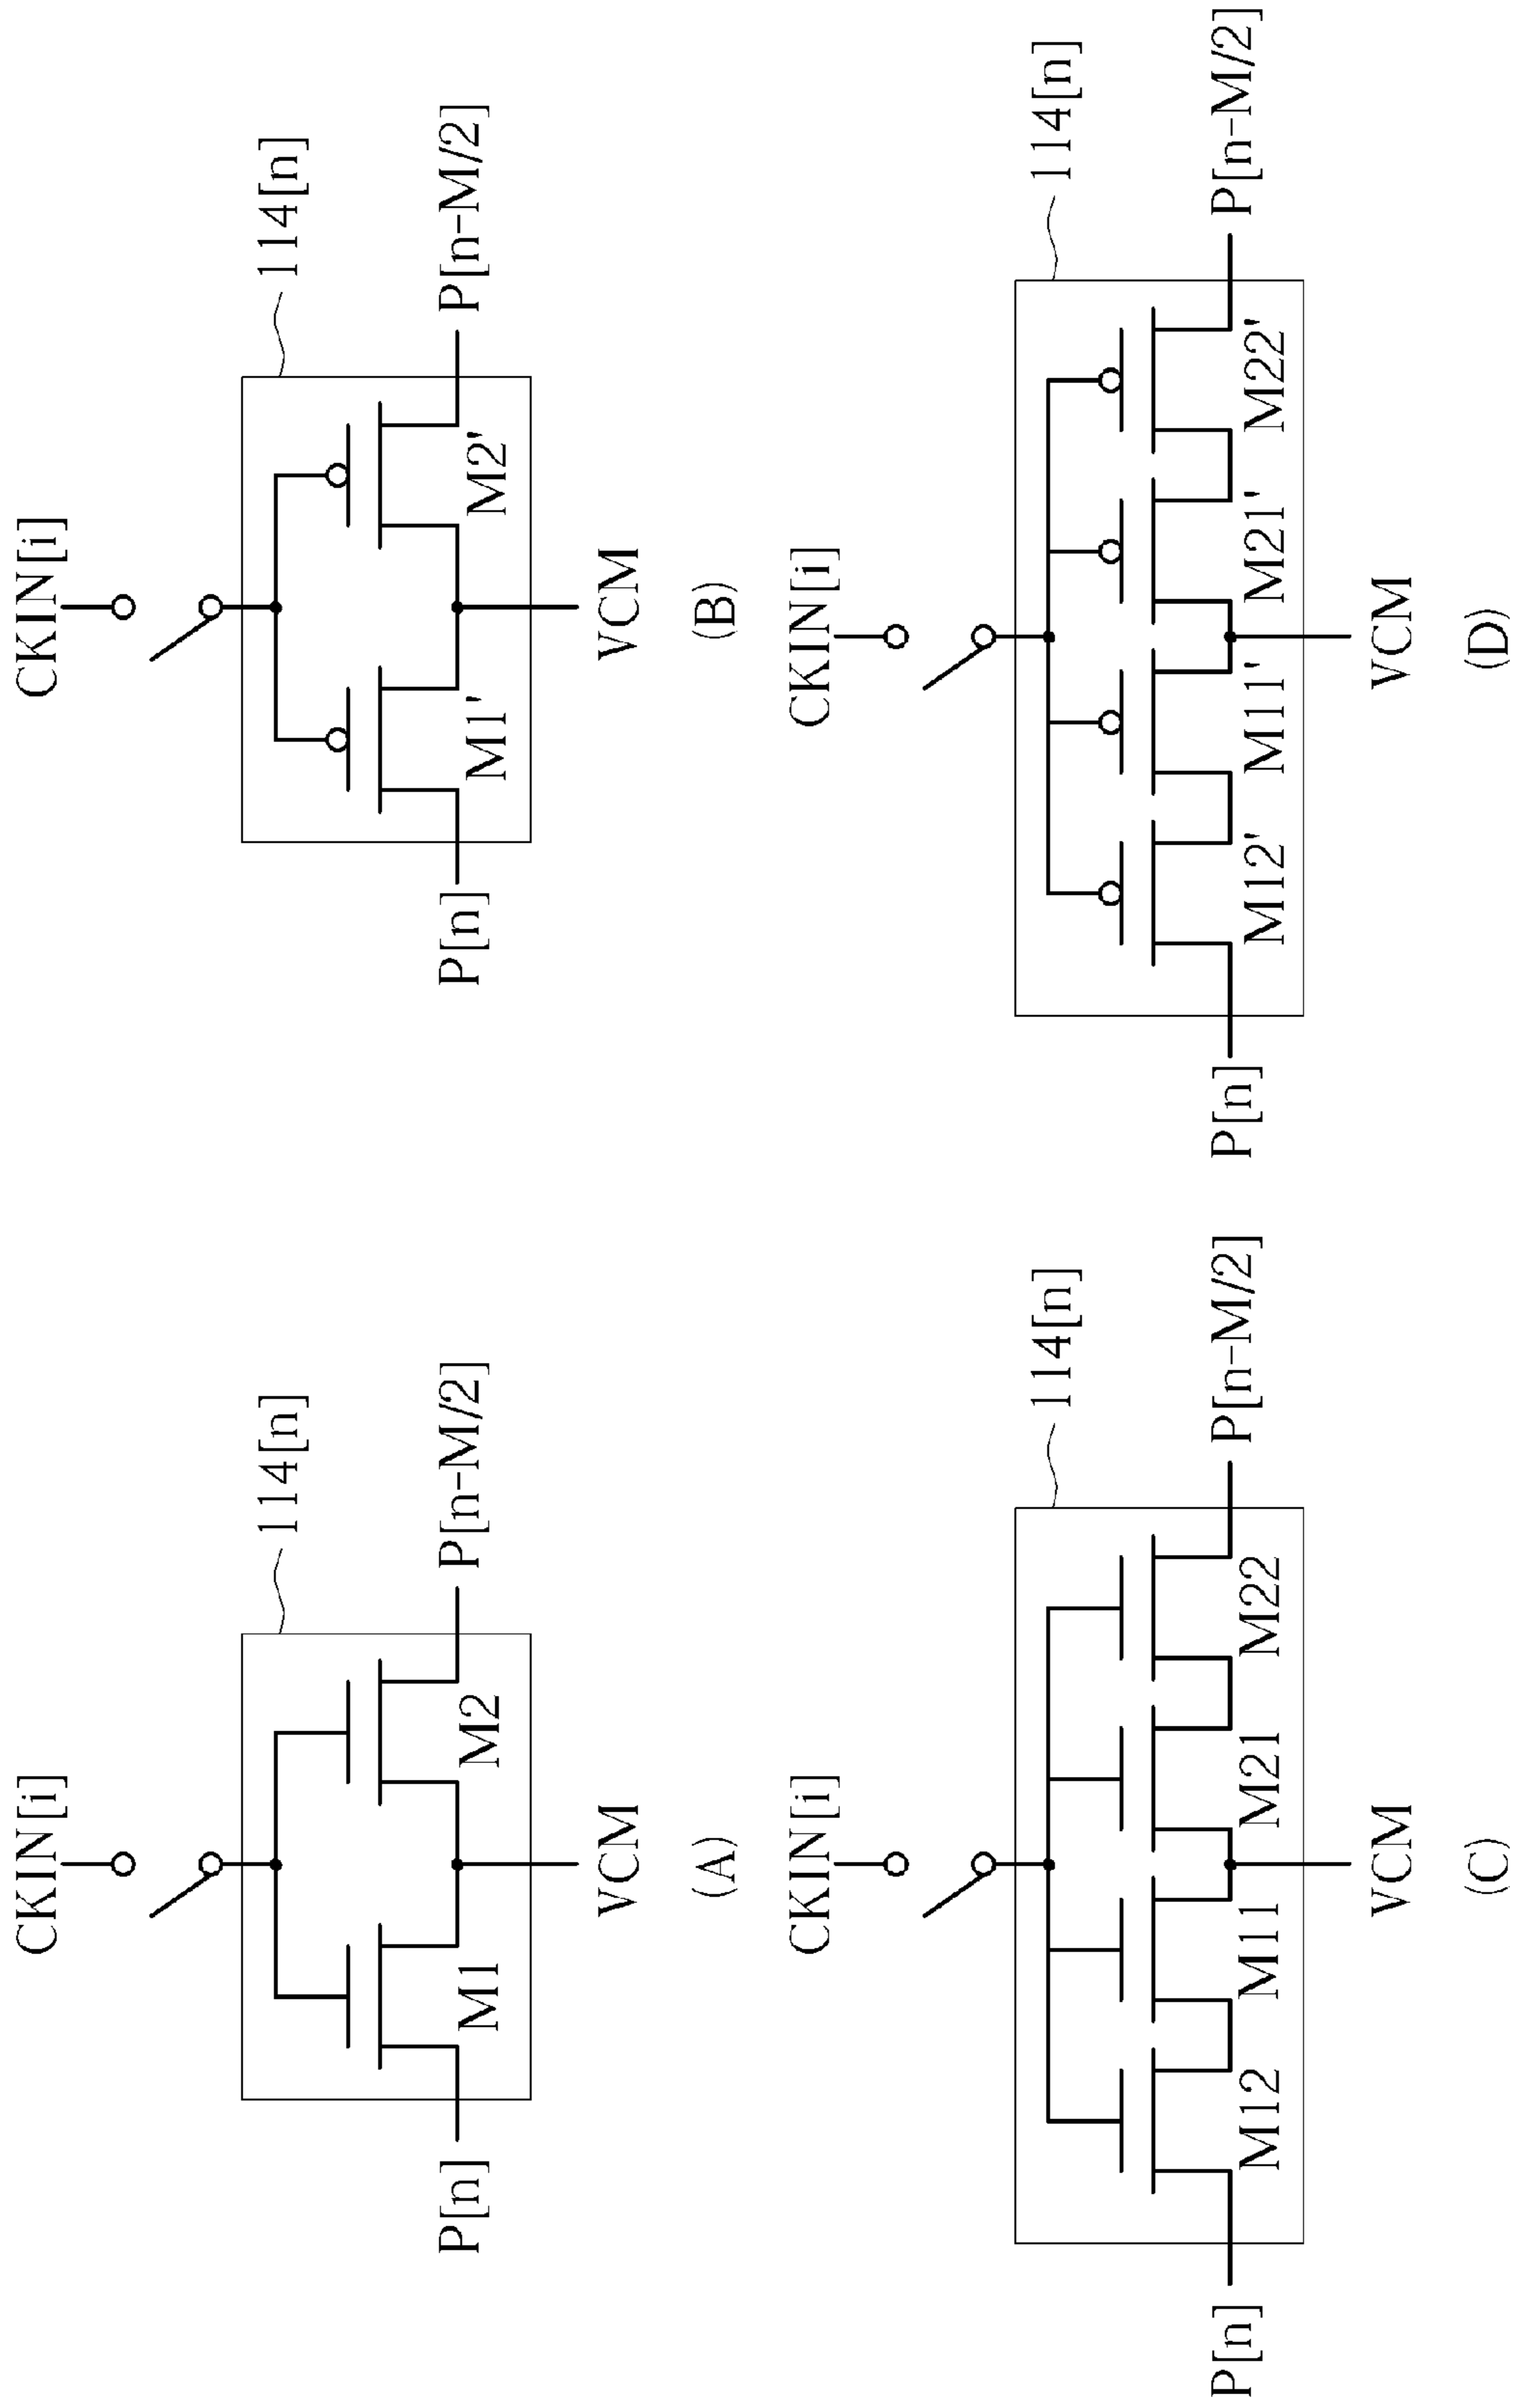 CKIN[i]
114[n]
M1
M2
P[n]
P[n-M/2]
VCM
(A)
CKIN[i]
114[n]
M1'
M2'
P[n]
P[n-M/2]
VCM
(B)
CKIN[i]
114[n]
M12
M11
M21
M22
P[n]
P[n-M/2]
VCM
(C)
CKIN[i]
114[n]
M12'
M11'
M21'
M22'
P[n]
P[n-M/2]
VCM
(D)